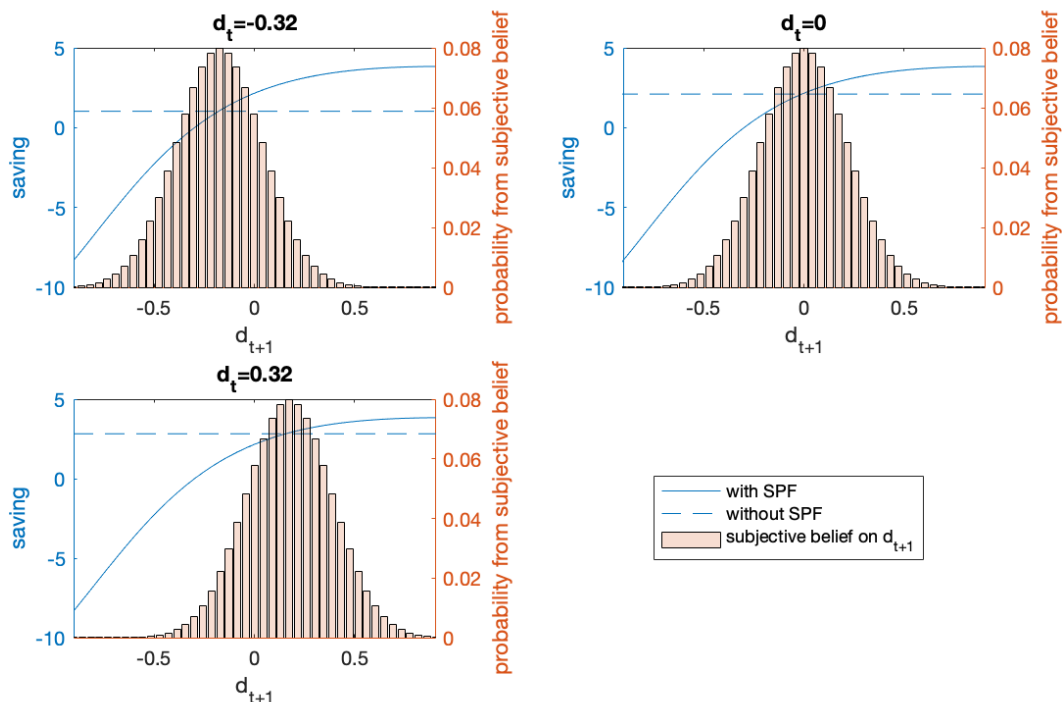 d_t=-0.32
saving
5
0
-5
-10
0.08
0.06
0.04
0.02
0
probability from subjective belief
-0.5
0
0.5
d_{t+1}
d_t=0
saving
5
0
-5
-10
0.08
0.06
0.04
0.02
0
probability from subjective belief
-0.5
0
0.5
d_{t+1}
d_t=0.32
saving
5
0
-5
-10
0.08
0.06
0.04
0.02
0
probability from subjective belief
-0.5
0
0.5
d_{t+1}
with SPF
without SPF
subjective belief on d_{t+1}